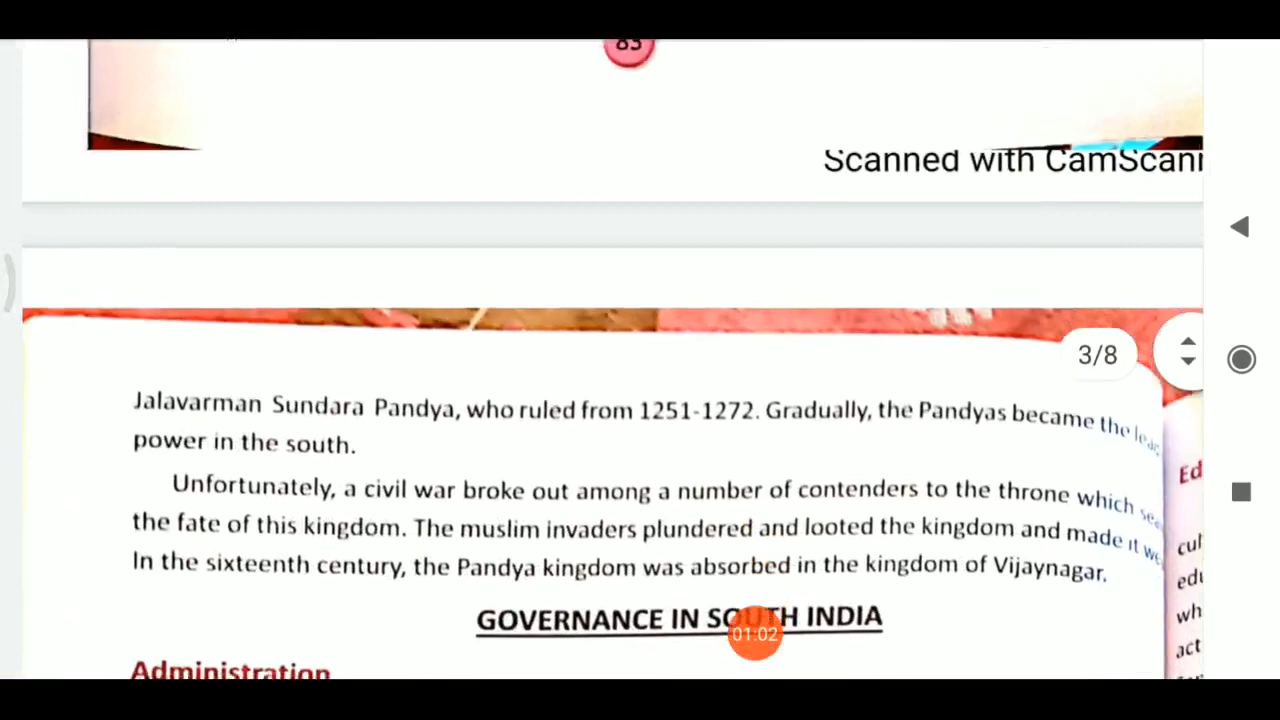 83
Scanned with CamScan
3/8
Jalavarman Sundara Pandya, who ruled from 1251-1272. Gradually, the Pandyas became the
power in the south.
Unfortunately, a civil war broke out among a number of contenders to the throne which
the fate of this kingdom. The muslim invaders plundered and looted the kingdom and made it
In the sixteenth century, the Pandya kingdom was absorbed in the kingdom of Vijaynagar.
GOVERNANCE IN SOUTH INDIA
01:02
Administration
Ed
cul
edu
wh
act